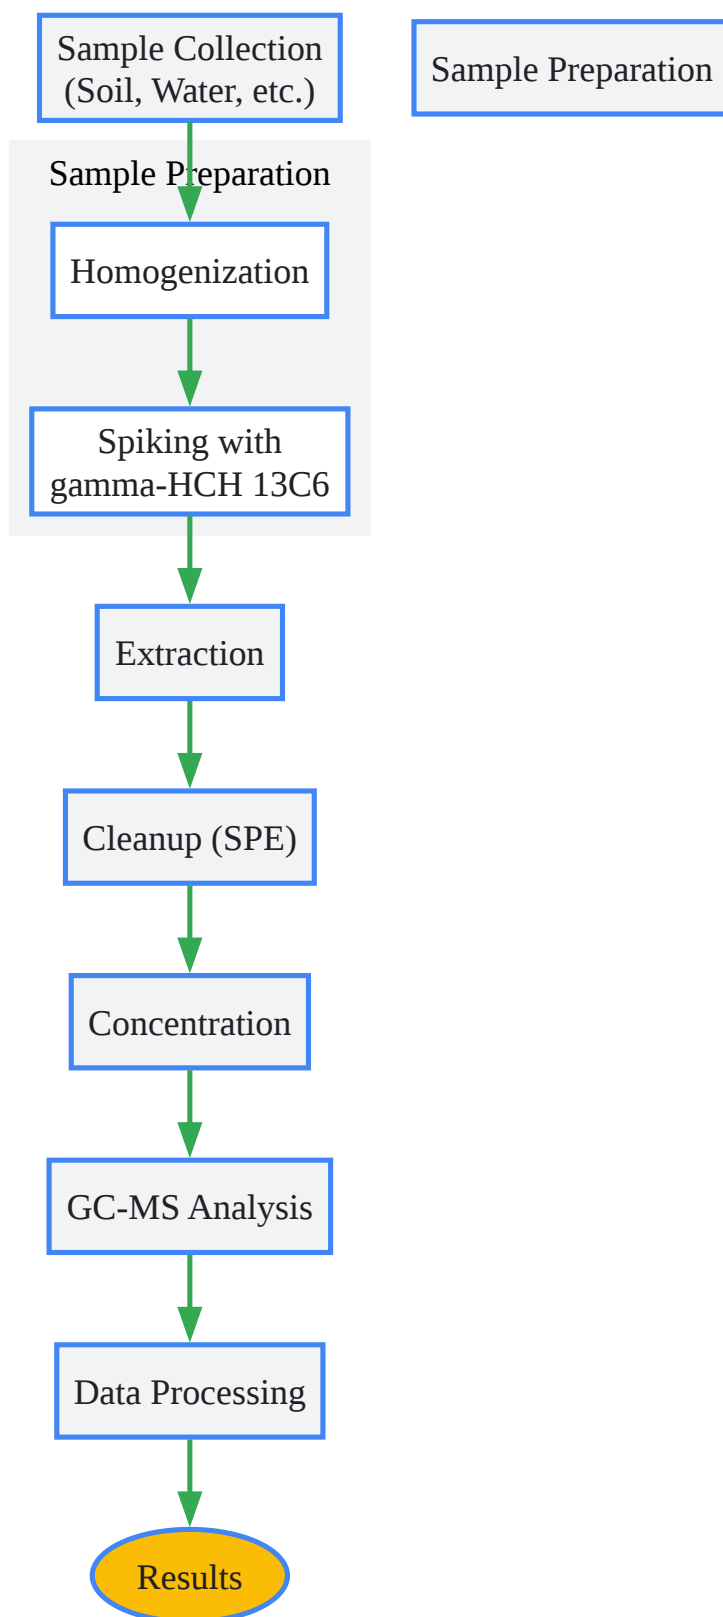 Sample Collection
(Soil, Water, etc.)
Sample Preparation
Sample Preparation
Homogenization
Spiking with
gamma-HCH 13C6
Extraction
Cleanup (SPE)
Concentration
GC-MS Analysis
Data Processing
Results